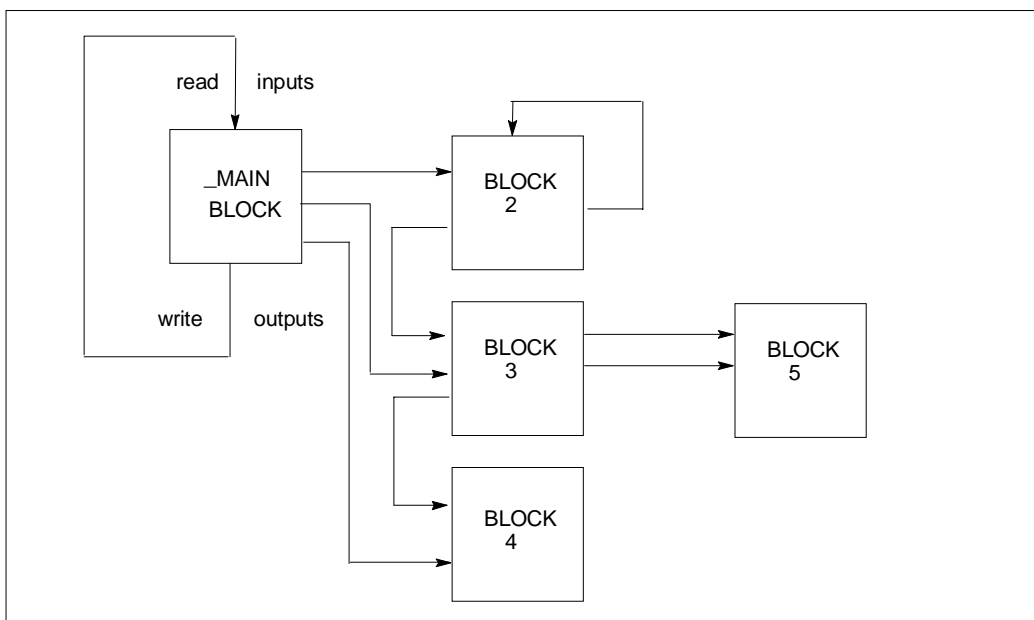 read inputs
_MAIN
BLOCK
write outputs
BLOCK
2
BLOCK
3
BLOCK
5
BLOCK
4